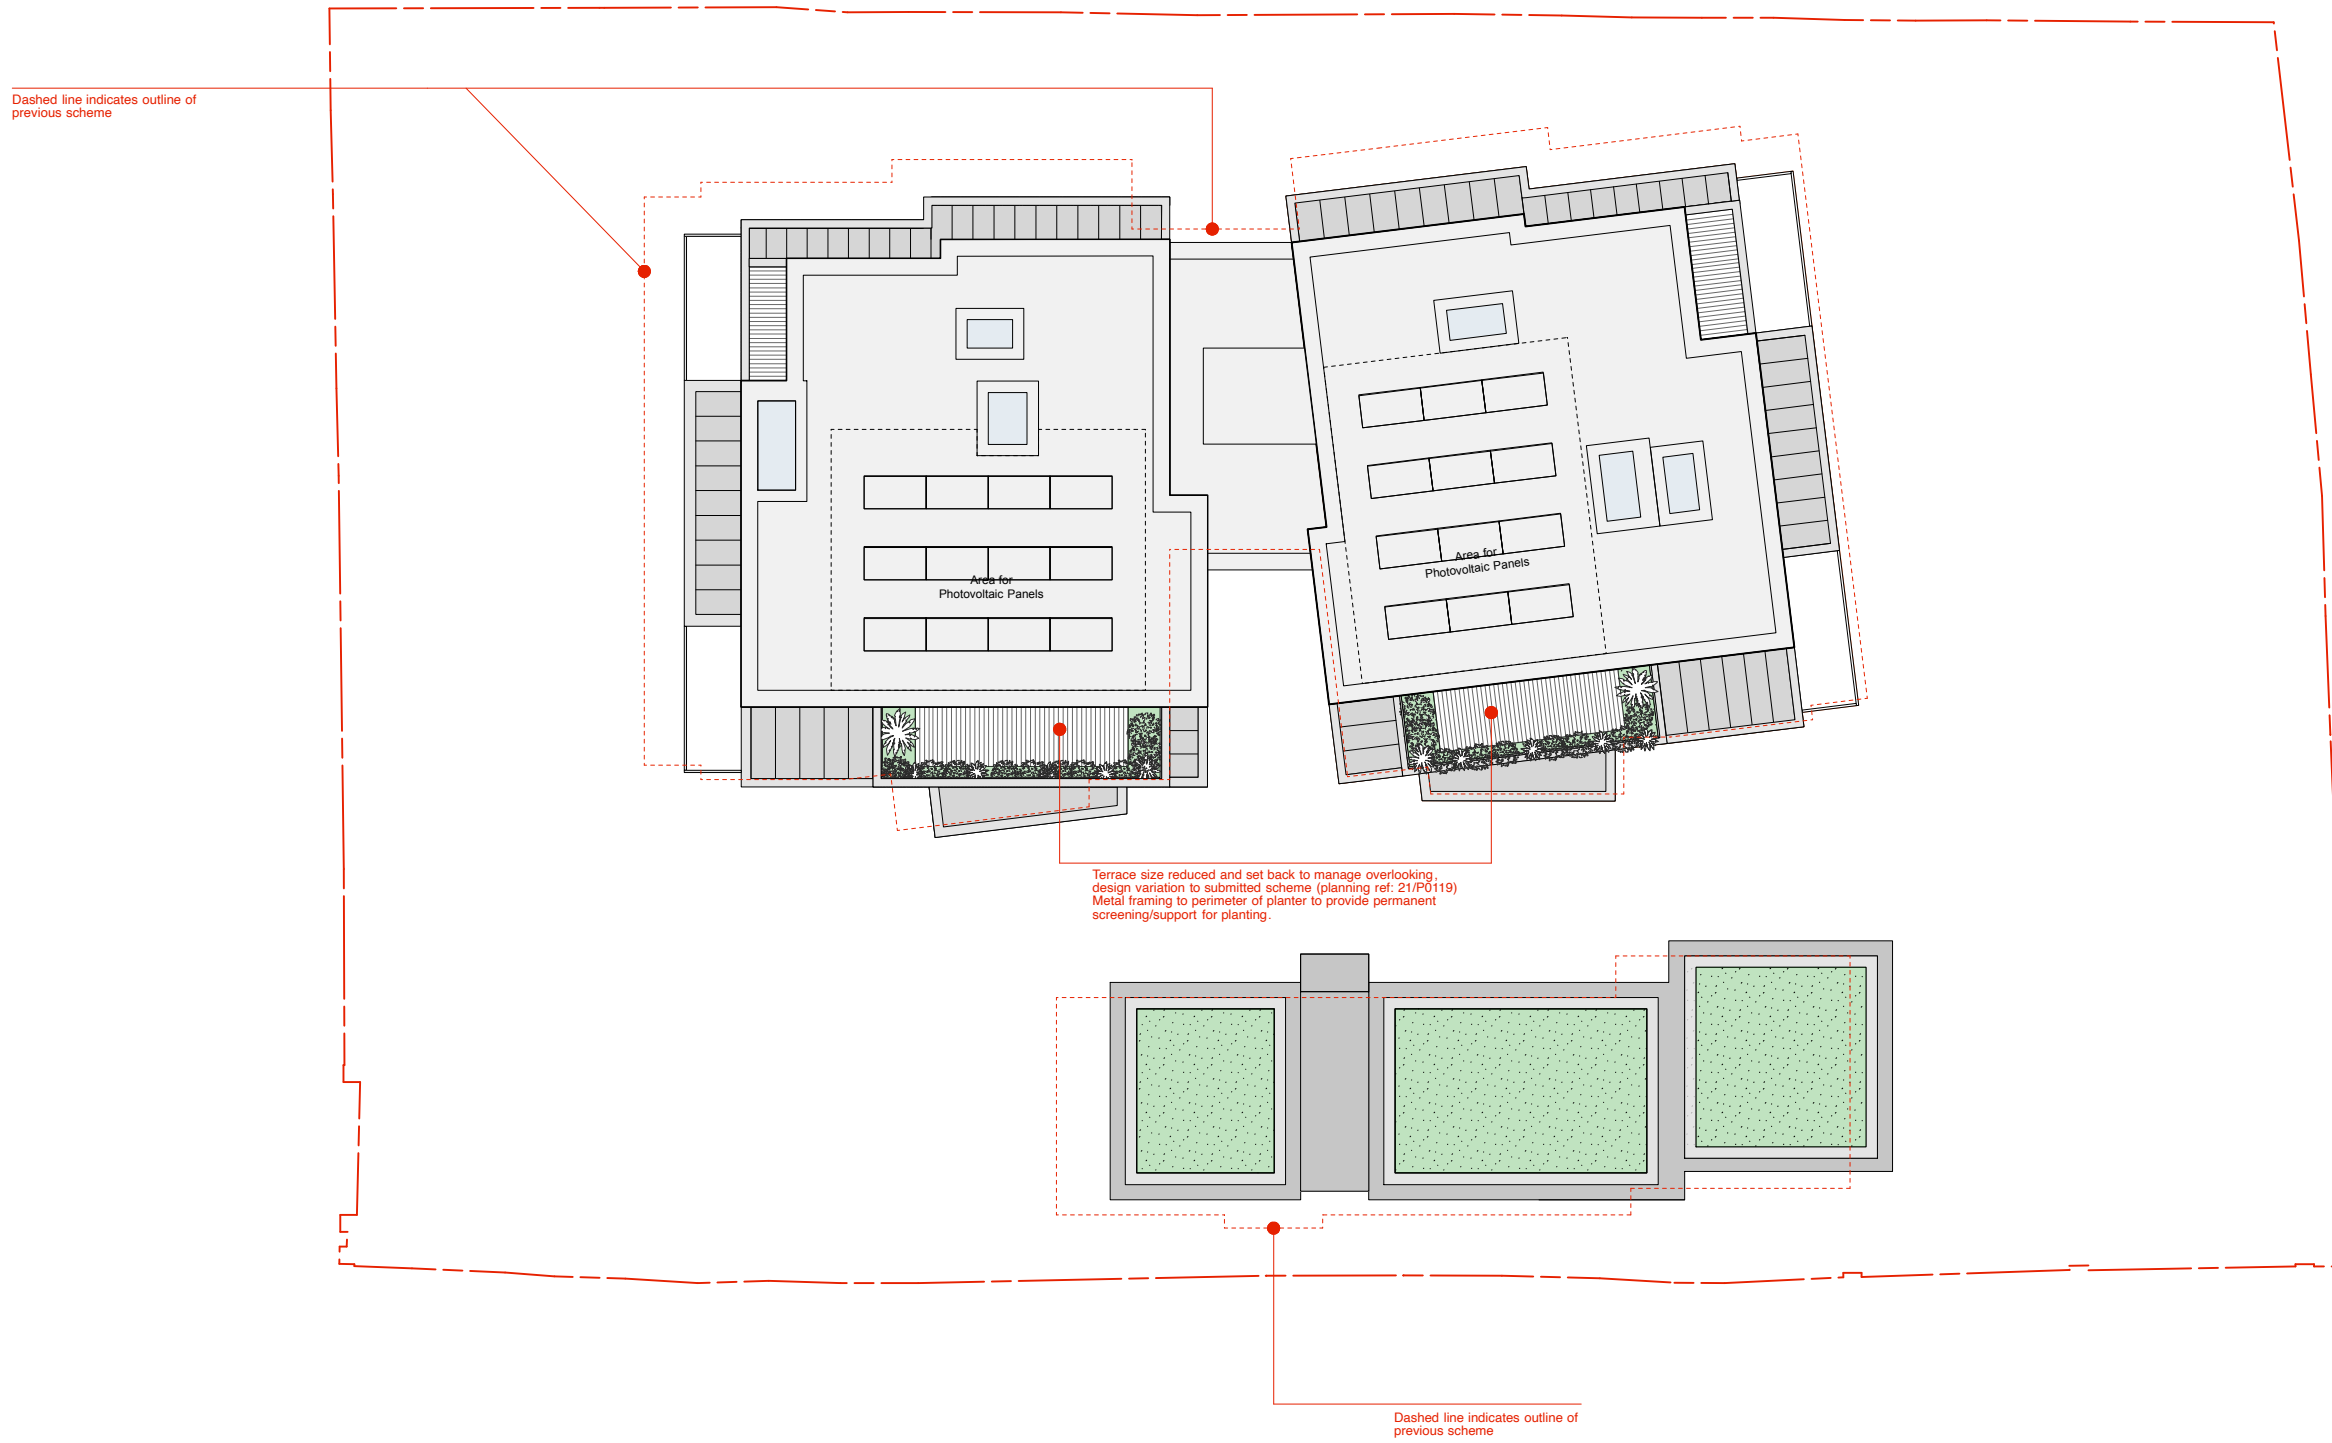 Dashed line indicates outline of
previous scheme
Area for
Photovoltaic Panels
Area for
Photovoltaic Panels
Terrace size reduced and set back to manage overlooking,
design variation to submitted scheme (planning ref: 21/P0119)
Metal framing to perimeter of planter to provide permanent
screening/support for planting.
Dashed line indicates outline of
previous scheme